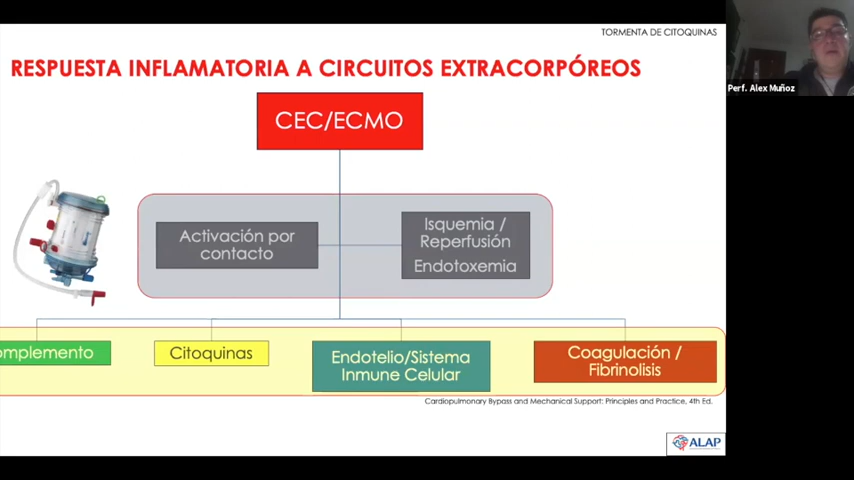 TORMENTA DE CITOQUINAS
RESPUESTA INFLAMATORIA A CIRCUITOS EXTRACORPÓREOS
Perf. Alex Muñoz
CEC/ECMO
Activación por
contacto
Isquemia /
Reperfusión
Endotoxemia
omplemento
Citoquinas
Endotelio/Sistema
Inmune Celular
Coagulación /
Fibrinolisis
Cardiopulmonary Bypass and Mechanical Support: Principles and Practice, 4th Ed.
ALAP